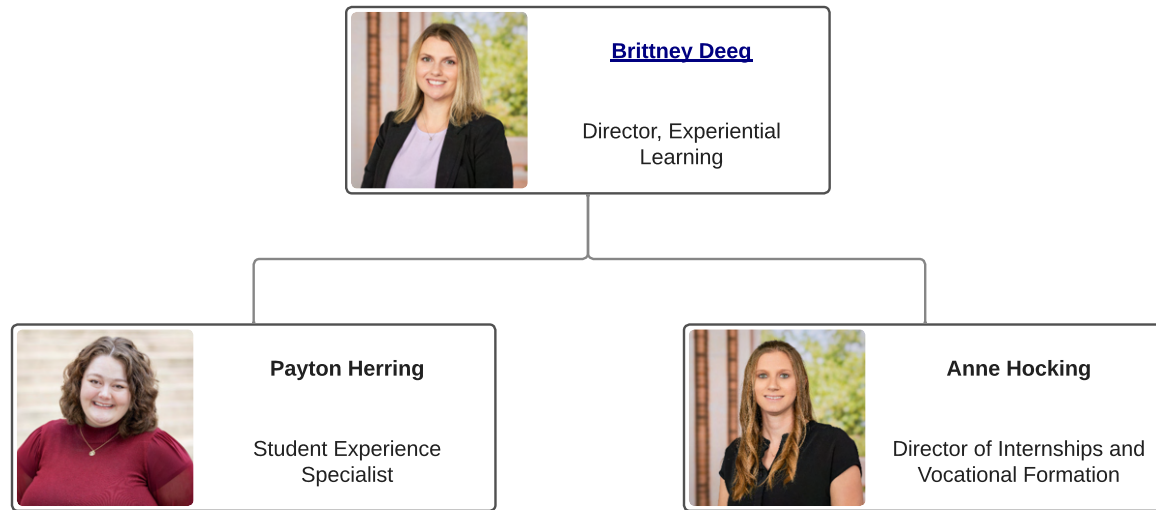 Brittney Deeg
Director, Experiential
Learning
Payton Herring
Student Experience
Specialist
Anne Hocking
Director of Internships and
Vocational Formation